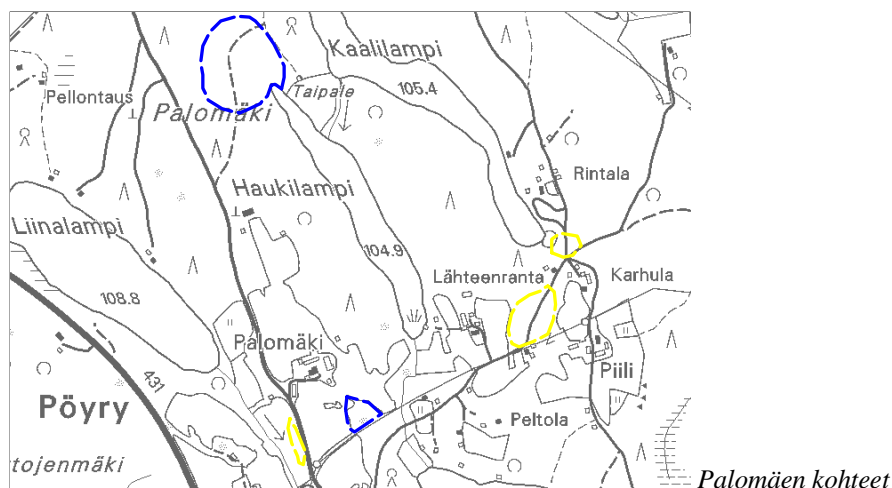 Kaalilampi
105.4
Taipale
Pellontaus
Palomäki
Rintala
Haukilampi
Liinalampi
104.9
Lähteenranta
Karhula
108.8
Palomäki
Piili
431
Pöyry
Peltola
tojenmäki
Palomäen kohteet